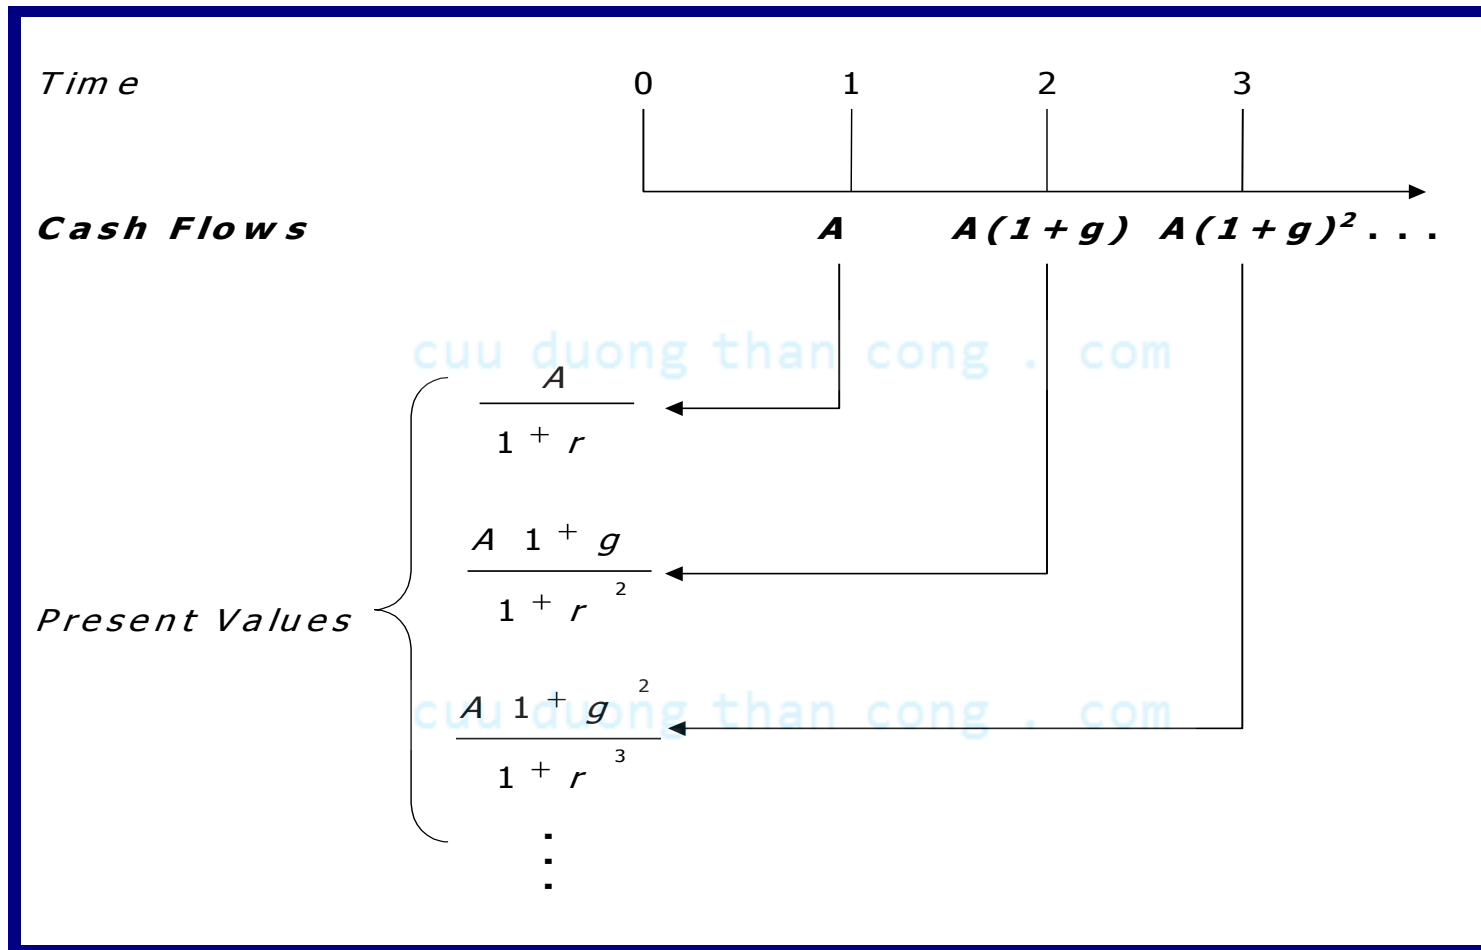 Time 0 1 2 3
Cash Flows A A(1+g) A(1+g)² . . .
cuu duong than cong . com
A
1 + r
A 1 + g
1 + r 2
Present Values
cuu duong than cong . com
A 1 + g 2
1 + r 3
.
.
.